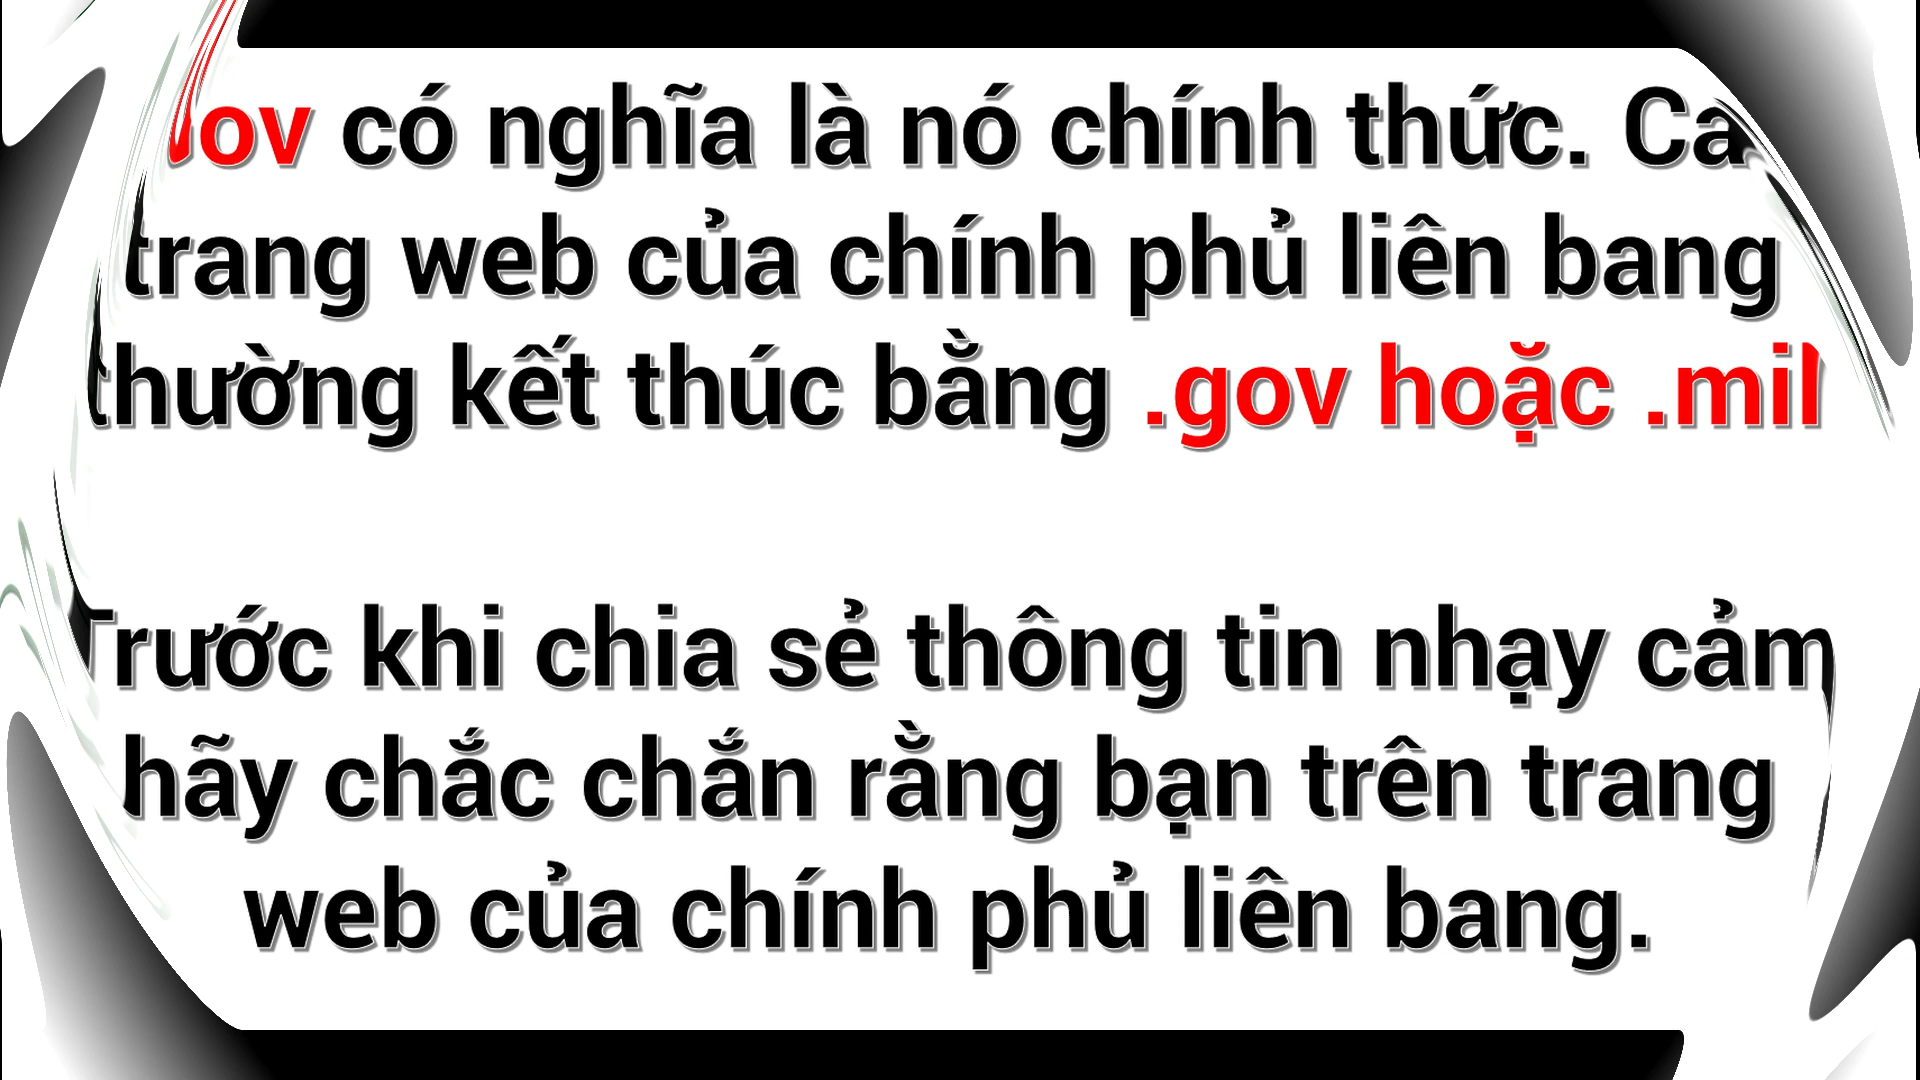 có nghĩa là nó chính thức.
trang web của chính phủ liên bang
thường kết thúc bằng .gov hoặc .mil
Trước khi chia sẻ thông tin nhạy cảm
hãy chắc chắn rằng bạn trên trang
web của chính phủ liên bang.